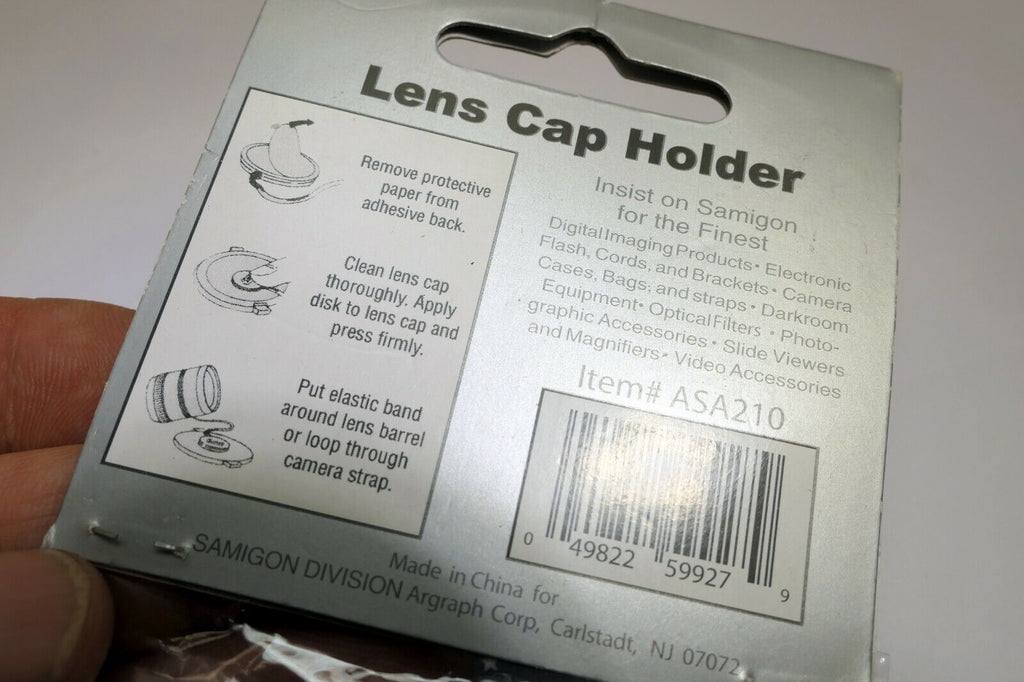 Lens Cap Holder
Remove protective
paper from
adhesive back.
Clean lens cap
thoroughly. Apply
disk to lens cap and
press firmly.
Put elastic band
around lens barrel
or loop through
camera strap.
Insist on Samigon
for the Finest
Digital Imaging Products • Electronic
Flash, Cords, and Brackets • Camera
Cases, Bags, and straps • Darkroom
Equipment • Optical Filters • Photo-
graphic Accessories • Slide Viewers
and Magnifiers • Video Accessories
Item# ASA210
0 49822 59927 9
Made in China for
SAMIGON DIVISION Argraph Corp, Carlstadt, NJ 07072